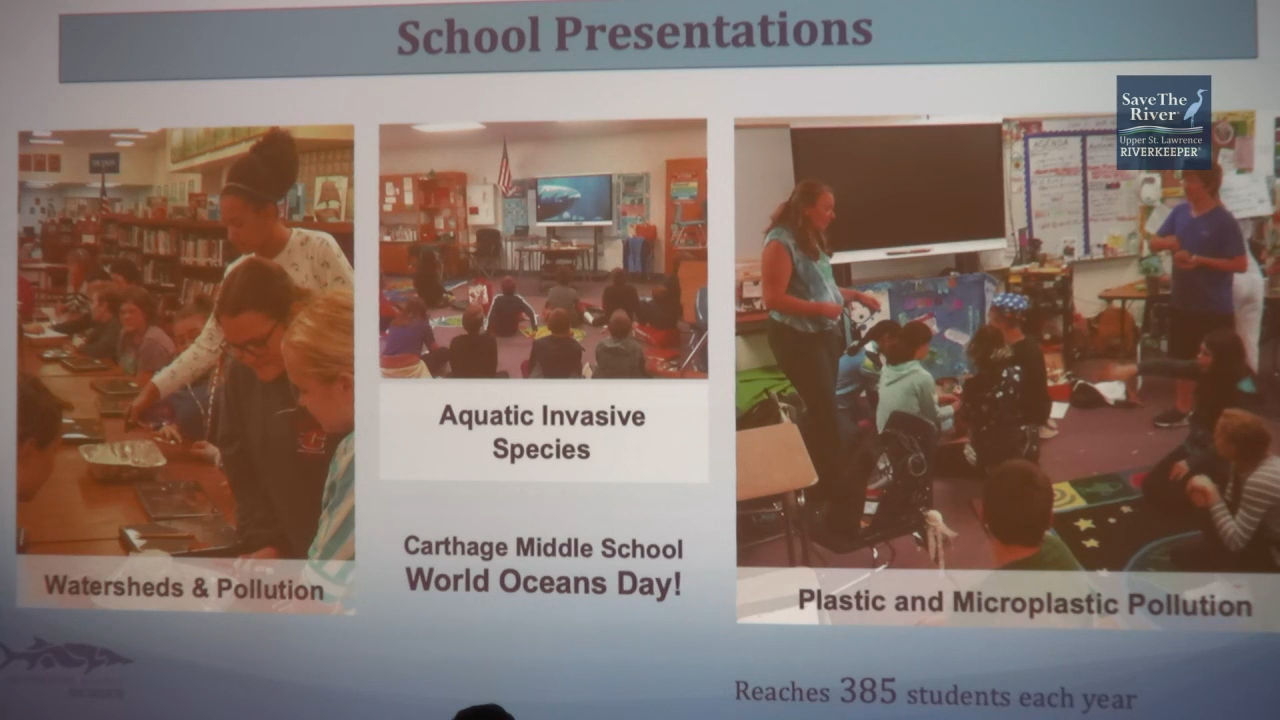 School Presentations
Save The
River
Upper St. Lawrence
RIVERKEEPER
Aquatic Invasive
Species
Carthage Middle School
World Oceans Day!
Watersheds & Pollution
Plastic and Microplastic Pollution
Reaches 385 students each year